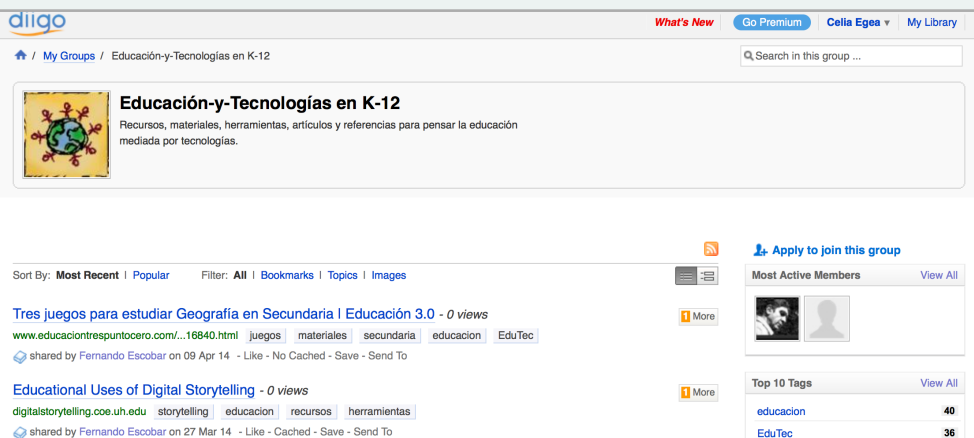 diigo
What's New Go Premium Celia Egea ▼ My Library
/ My Groups / Educación-y-Tecnologías en K-12
Search in this group ...
Educación-y-Tecnologías en K-12
Recursos, materiales, herramientas, artículos y referencias para pensar la educación
mediada por tecnologías.
Apply to join this group
Sort By: Most Recent | Popular Filter: All | Bookmarks | Topics | Images
Most Active Members View All
Tres juegos para estudiar Geografía en Secundaria | Educación 3.0 - 0 views
1 More
www.educaciontrespuntocero.com/...16840.html juegos materiales secundaria educacion EduTec
shared by Fernando Escobar on 09 Apr 14 - Like - No Cached - Save - Send To
Educational Uses of Digital Storytelling - 0 views
1 More
digitalstorytelling.coe.uh.edu storytelling educacion recursos herramientas
shared by Fernando Escobar on 27 Mar 14 - Like - Cached - Save - Send To
Top 10 Tags View All
educacion 40
EduTec 36